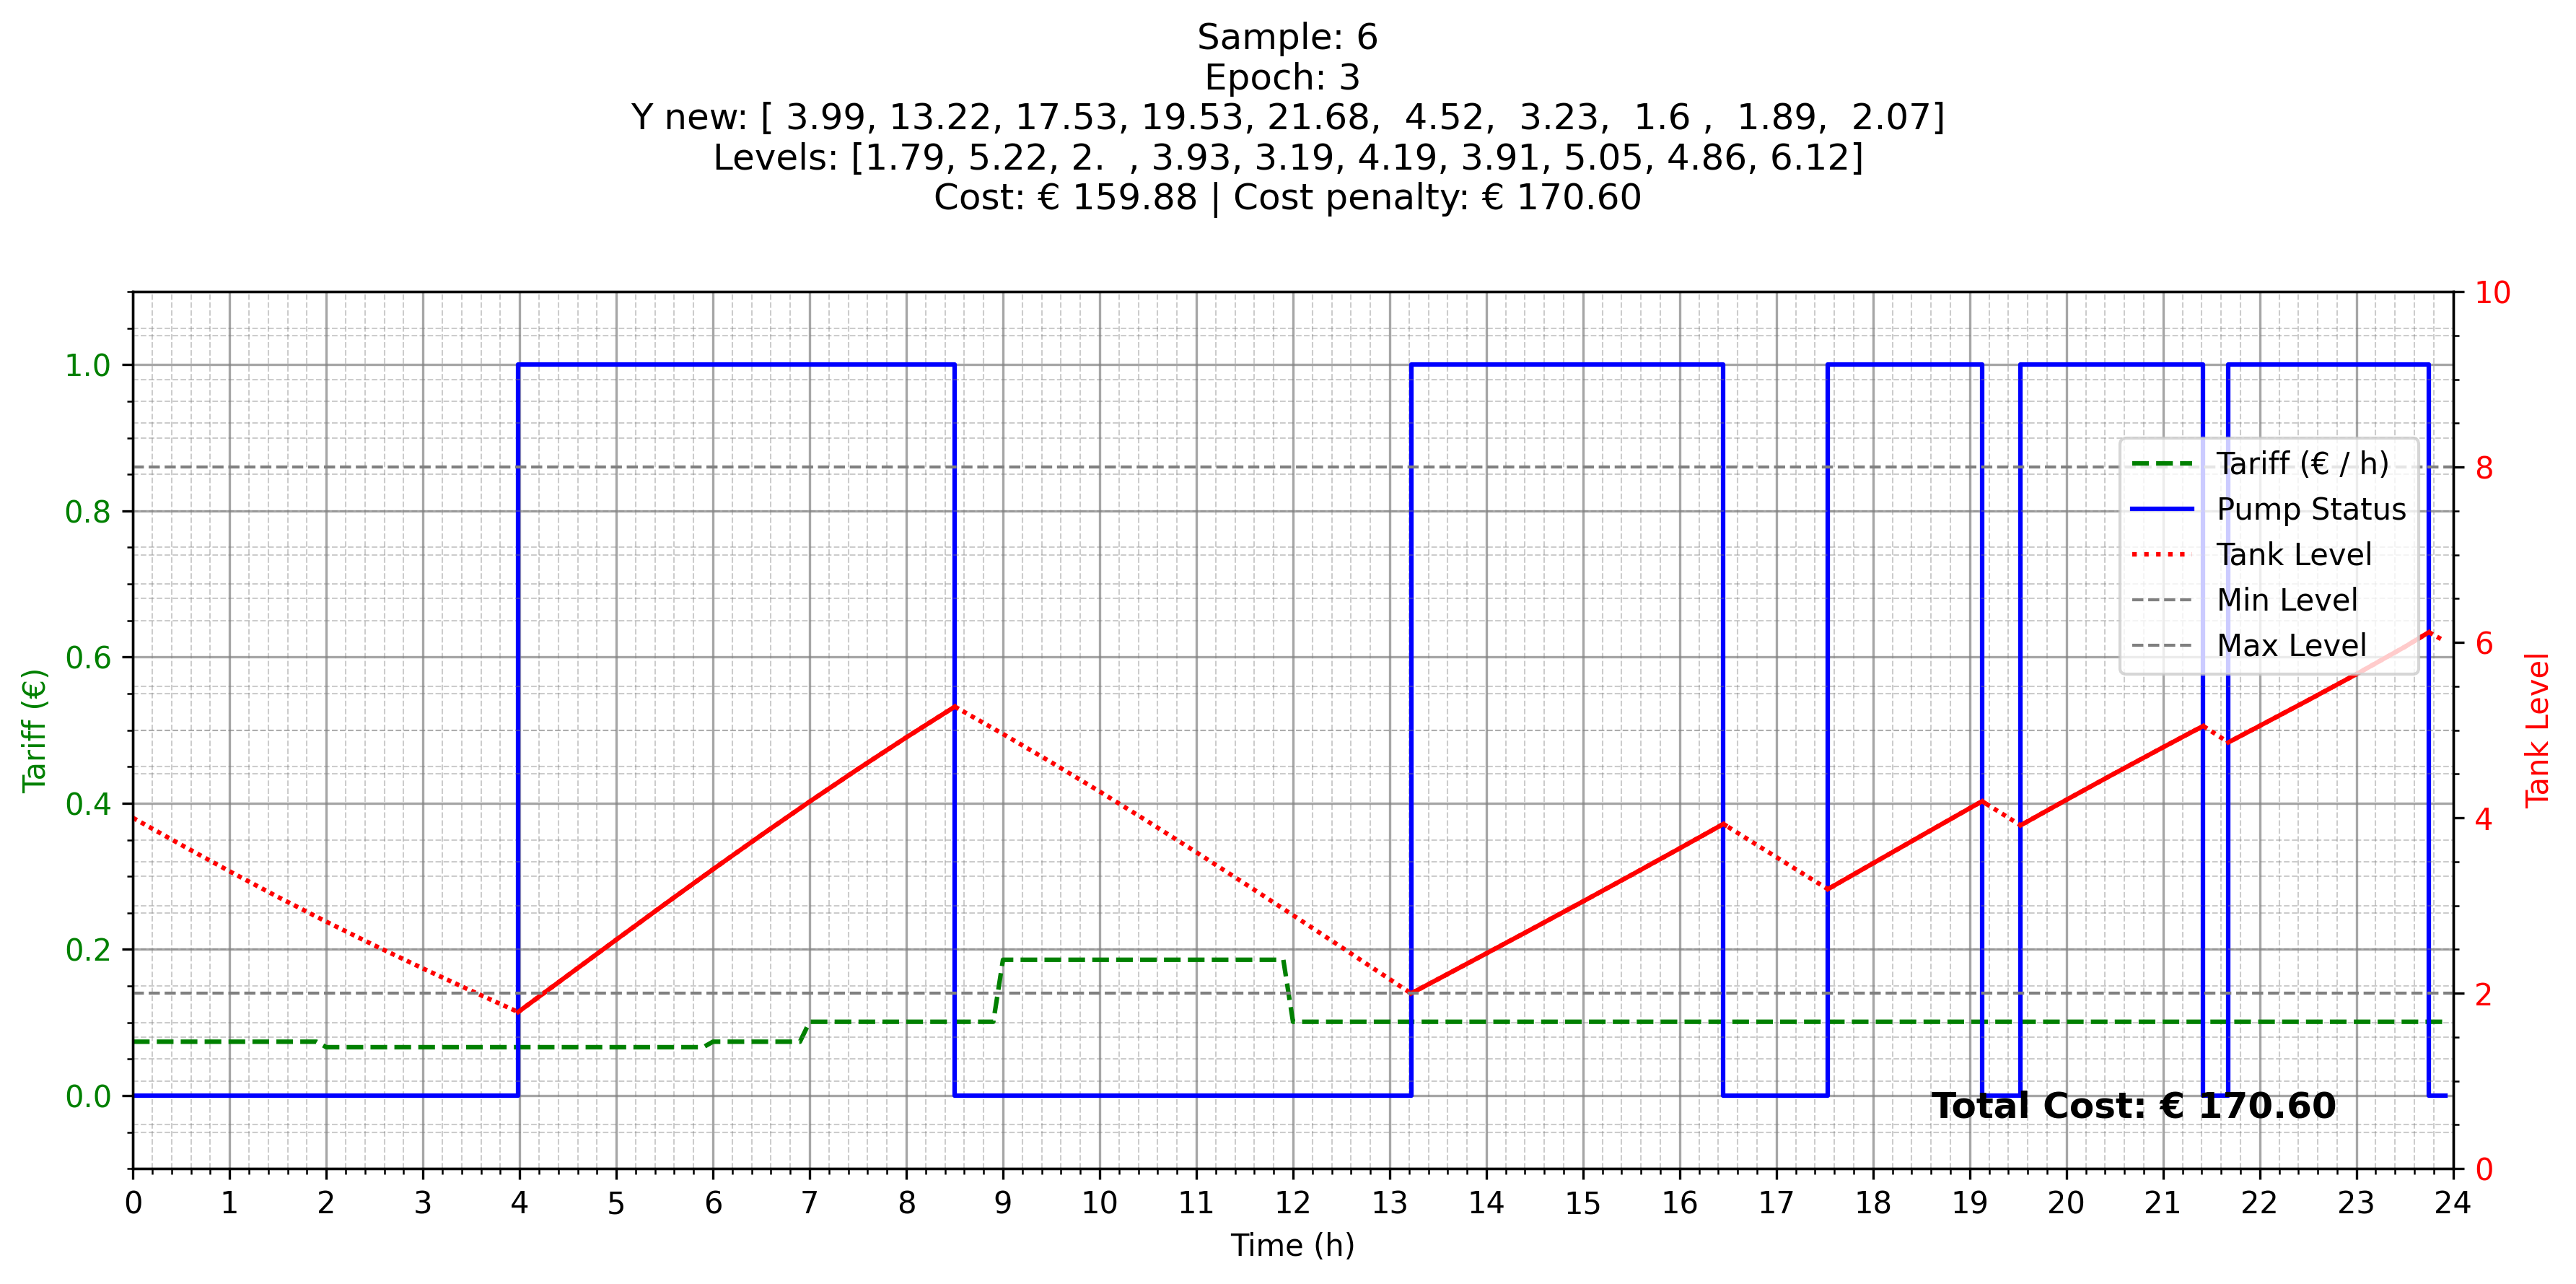 Sample: 6
Epoch: 3
Y new: [ 3.99, 13.22, 17.53, 19.53, 21.68,  4.52,  3.23,  1.6 ,  1.89,  2.07]
Levels: [1.79, 5.22, 2.  , 3.93, 3.19, 4.19, 3.91, 5.05, 4.86, 6.12]
Cost: € 159.88 | Cost penalty: € 170.60
Tariff (€)
1.0
0.8
0.6
0.4
0.2
0.0
10
8
6
4
2
0
Tank Level
Tariff (€ / h)
Pump Status
Tank Level
Min Level
Max Level
Total Cost: € 170.60
0 1 2 3 4 5 6 7 8 9 10 11 12 13 14 15 16 17 18 19 20 21 22 23 24
Time (h)